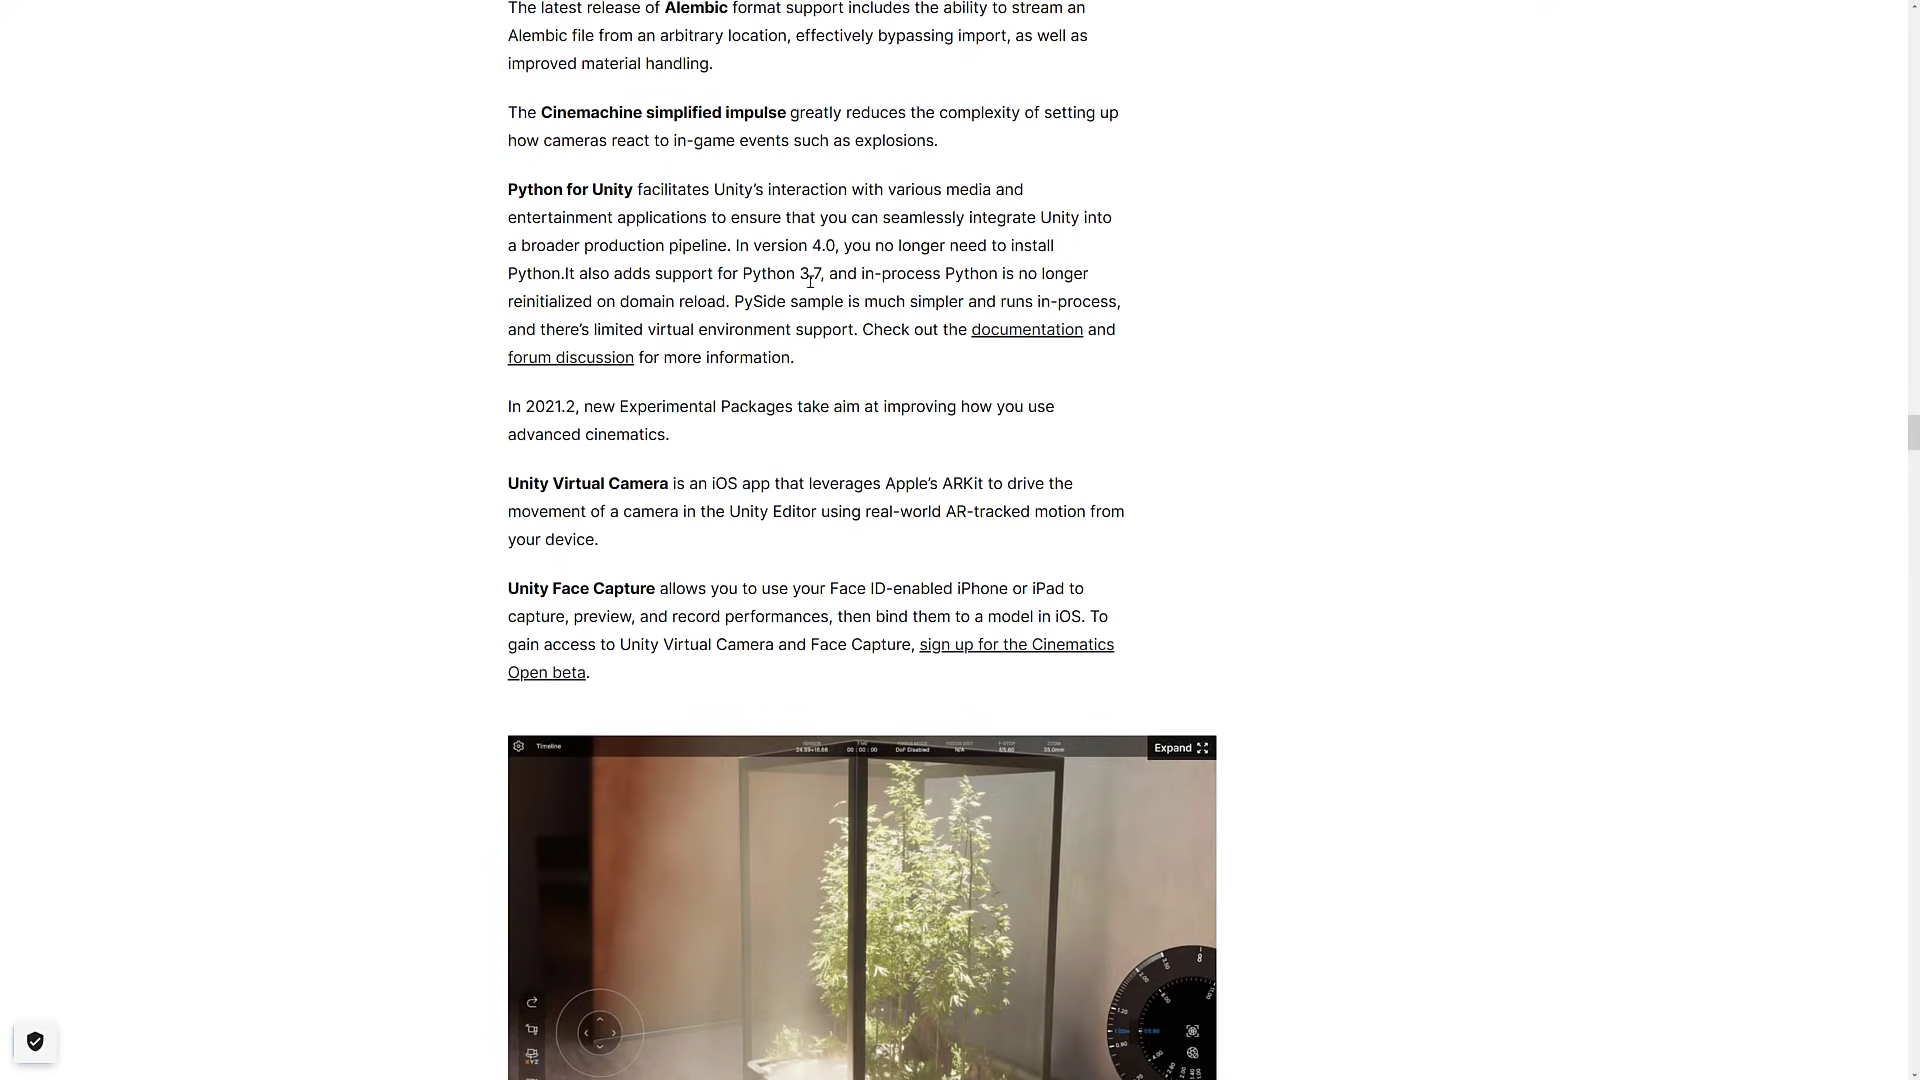 The latest release of Alembic format support includes the ability to stream an
Alembic file from an arbitrary location, effectively bypassing import, as well as
improved material handling.
The Cinemachine simplified impulse greatly reduces the complexity of setting up
how cameras react to in-game events such as explosions.
Python for Unity facilitates Unity’s interaction with various media and
entertainment applications to ensure that you can seamlessly integrate Unity into
a broader production pipeline. In version 4.0, you no longer need to install
Python.It also adds support for Python 3.7, and in-process Python is no longer
reinitialized on domain reload. PySide sample is much simpler and runs in-process,
and there’s limited virtual environment support. Check out the documentation and
forum discussion for more information.
In 2021.2, new Experimental Packages take aim at improving how you use
advanced cinematics.
Unity Virtual Camera is an iOS app that leverages Apple’s ARKit to drive the
movement of a camera in the Unity Editor using real-world AR-tracked motion from
your device.
Unity Face Capture allows you to use your Face ID-enabled iPhone or iPad to
capture, preview, and record performances, then bind them to a model in iOS. To
gain access to Unity Virtual Camera and Face Capture, sign up for the Cinematics
Open beta.
Timeline
00 : 00 : 00 DoF Disabled N/A 35.0mm
Expand
XYZ